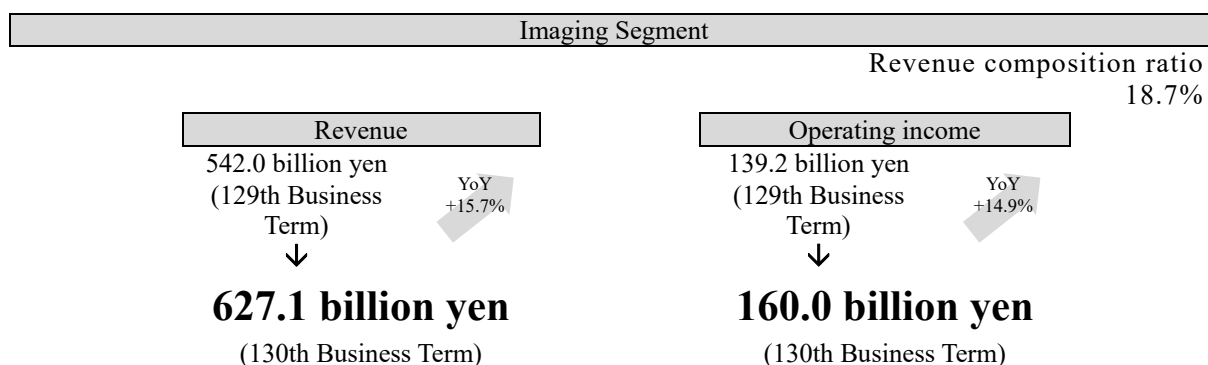 Imaging Segment
Revenue composition ratio
18.7%
Revenue
542.0 billion yen
(129th Business
Term)
YoY
+15.7%
↓
627.1 billion yen
(130th Business Term)
Operating income
139.2 billion yen
(129th Business
Term)
YoY
+14.9%
↓
160.0 billion yen
(130th Business Term)